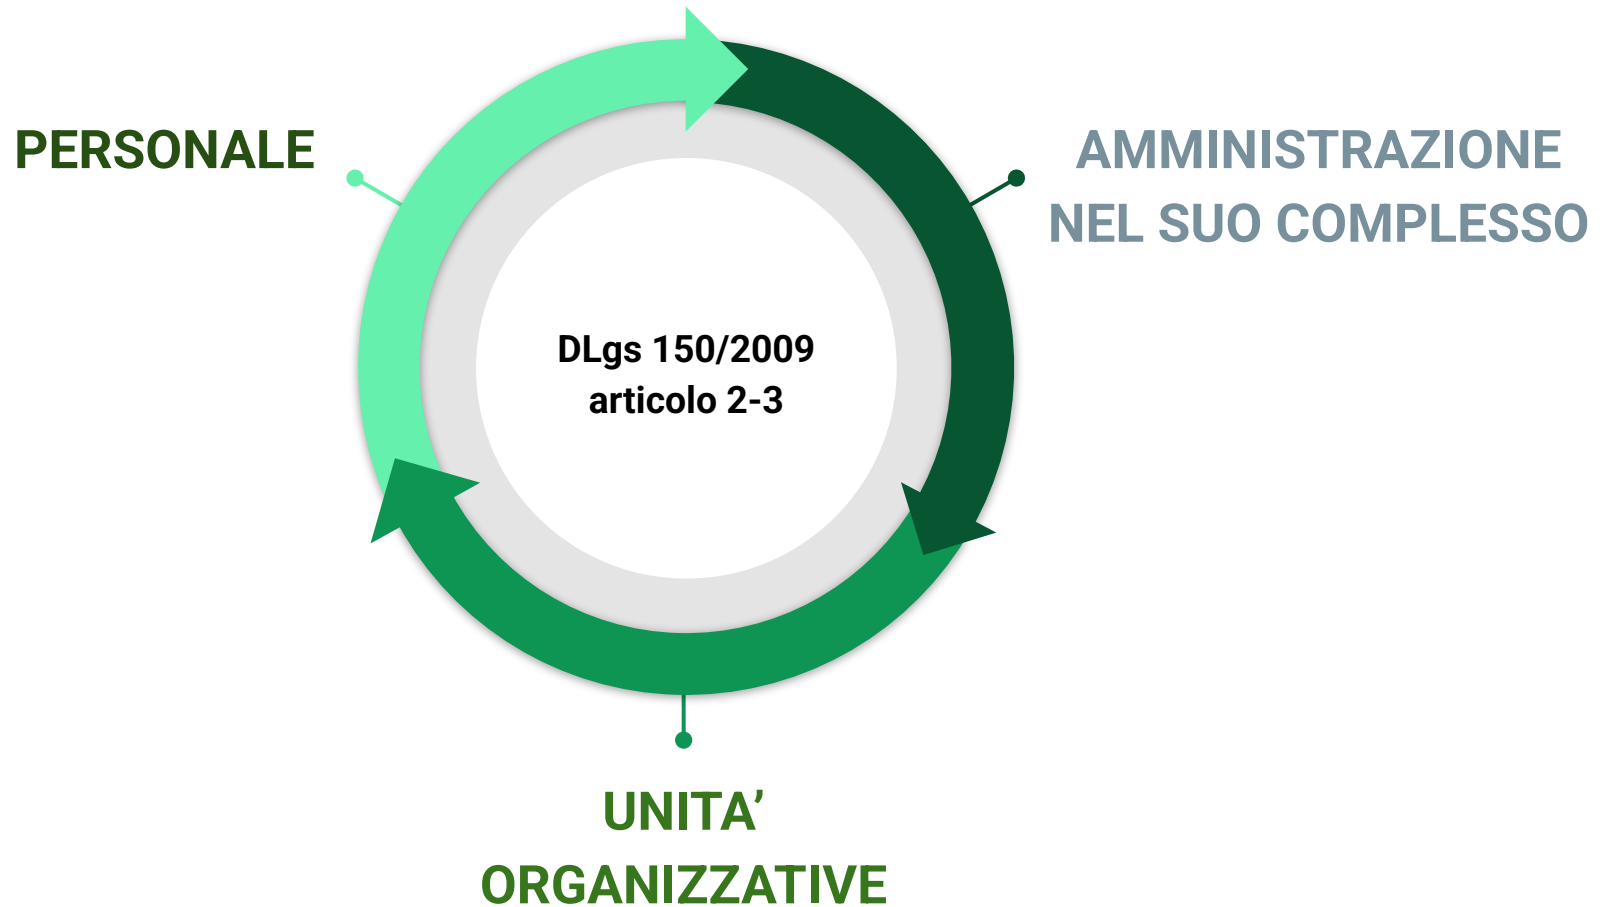 PERSONALE
AMMINISTRAZIONE
NEL SUO COMPLESSO
DLgs 150/2009
articolo 2-3
UNITA’
ORGANIZZATIVE